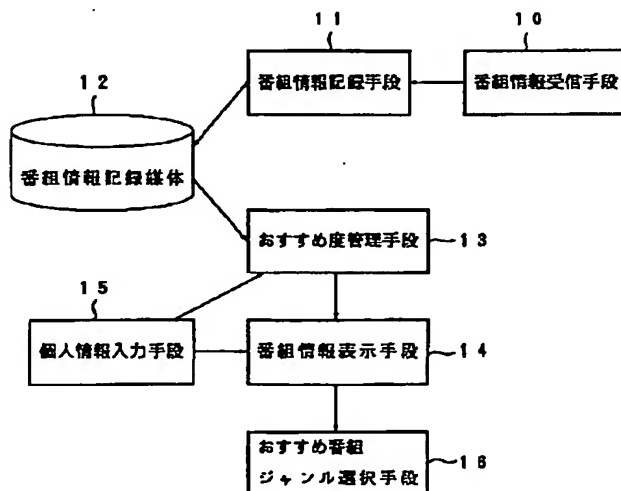 11
10
番組情報記録手段
番組情報受信手段
12
番組情報記録媒体
おすすめ度管理手段
13
15
個人情報入力手段
番組情報表示手段
14
おすすめ番組
ジャンル選択手段
16